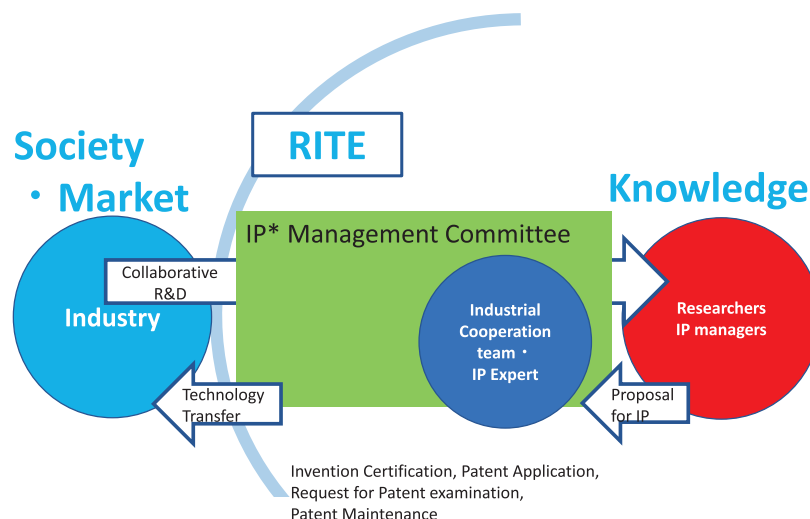 Society
・ Market
RITE
Knowledge
IP* Management Committee
Collaborative
R&D
Industry
Industrial
Cooperation
team・
IP Expert
Researchers
IP managers
Technology
Transfer
Proposal
for IP
Invention Certification, Patent Application,
Request for Patent examination,
Patent Maintenance